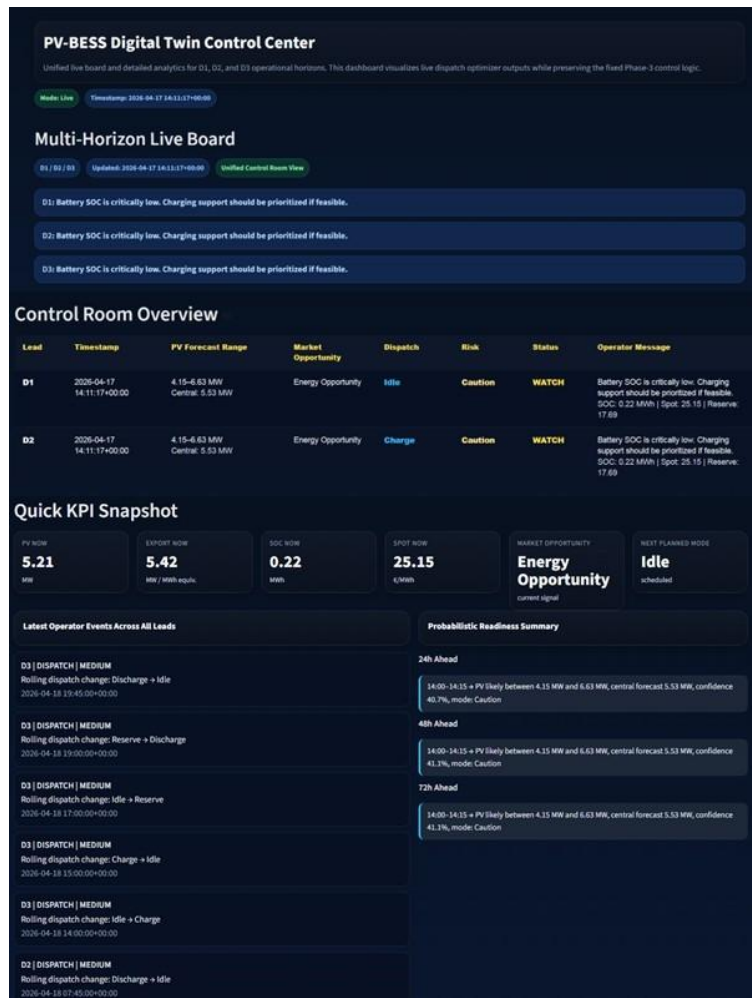 PV-BESS Digital Twin Control Center
Unified live board and detailed analytics for D1, D2, and D3 operational horizons. This dashboard visualizes live dispatch optimizer outputs while preserving the fixed Phase-3 control logic.
Mode: Live
Timestamp: 2026-04-17 14:11:17+00:00
Multi-Horizon Live Board
D1 / D2 / D3
Updated: 2026-04-17 14:11:17+00:00
Unified Control Room View
D1: Battery SOC is critically low. Charging support should be prioritized if feasible.
D2: Battery SOC is critically low. Charging support should be prioritized if feasible.
D3: Battery SOC is critically low. Charging support should be prioritized if feasible.
Control Room Overview
Lead Timestamp PV Forecast Range Market Dispatch Risk Status Operator Message
Opportunity
D1 2026-04-17 4.15–6.63 MW Energy Opportunity Idle Caution WATCH Battery SOC is critically low. Charging
14:11:17+00:00 Central: 5.53 MW support should be prioritized if feasible.
SOC: 0.22 MWh | Spot: 25.15 | Reserve:
17.69
D2 2026-04-17 4.15–6.63 MW Energy Opportunity Charge Caution WATCH Battery SOC is critically low. Charging
14:11:17+00:00 Central: 5.53 MW support should be prioritized if feasible.
SOC: 0.22 MWh | Spot: 25.15 | Reserve:
17.69
Quick KPI Snapshot
PV NOW
5.21
MW
EXPORT NOW
5.42
MW / MWh equiv.
SOC NOW
0.22
MWh
SPOT NOW
25.15
€/MWh
MARKET OPPORTUNITY
Energy
Opportunity
current signal
NEXT PLANNED MODE
Idle
scheduled
Latest Operator Events Across All Leads
D3 | DISPATCH | MEDIUM
Rolling dispatch change: Discharge → Idle
2026-04-18 19:45:00+00:00
D3 | DISPATCH | MEDIUM
Rolling dispatch change: Reserve → Discharge
2026-04-18 19:00:00+00:00
D3 | DISPATCH | MEDIUM
Rolling dispatch change: Idle → Reserve
2026-04-18 17:00:00+00:00
D3 | DISPATCH | MEDIUM
Rolling dispatch change: Charge → Idle
2026-04-18 15:00:00+00:00
D3 | DISPATCH | MEDIUM
Rolling dispatch change: Idle → Charge
2026-04-18 14:00:00+00:00
D2 | DISPATCH | MEDIUM
Rolling dispatch change: Discharge → Idle
2026-04-18 07:45:00+00:00
Probabilistic Readiness Summary
24h Ahead
14:00–14:15 → PV likely between 4.15 MW and 6.63 MW, central forecast 5.53 MW, confidence
40.7%, mode: Caution
48h Ahead
14:00–14:15 → PV likely between 4.15 MW and 6.63 MW, central forecast 5.53 MW, confidence
41.1%, mode: Caution
72h Ahead
14:00–14:15 → PV likely between 4.15 MW and 6.63 MW, central forecast 5.53 MW, confidence
41.1%, mode: Caution